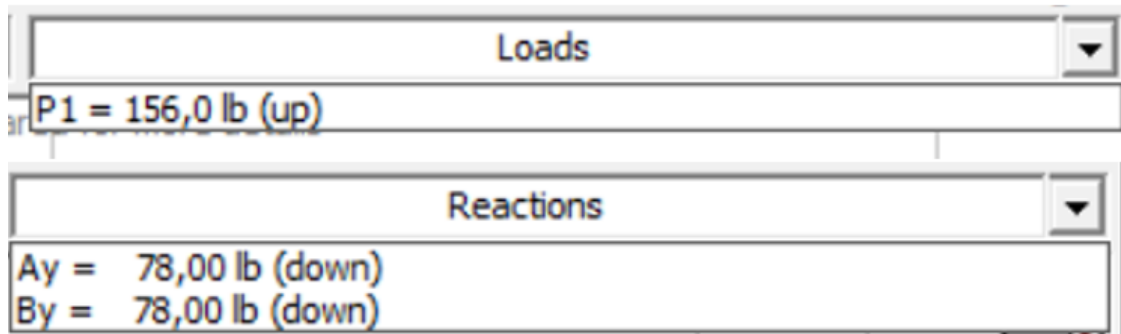 Loads
P1 = 156,0 lb (up)
Reactions
Ay = 78,00 lb (down)
By = 78,00 lb (down)